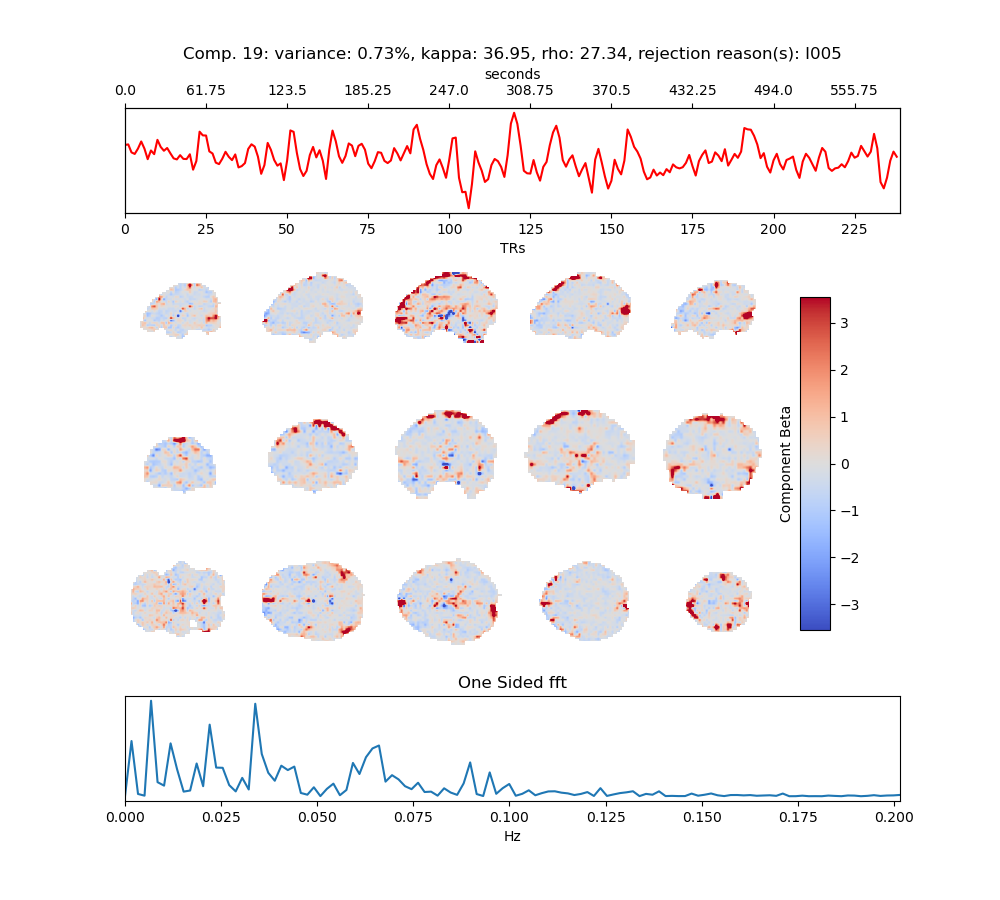 Comp. 19: variance: 0.73%, kappa: 36.95, rho: 27.34, rejection reason(s): I005
seconds
0.0 61.75 123.5 185.25 247.0 308.75 370.5 432.25 494.0 555.75
0 25 50 75 100 125 150 175 200 225
TRs
3
2
1
0
−1
−2
−3
Component Beta
One Sided fft
0.000 0.025 0.050 0.075 0.100 0.125 0.150 0.175 0.200
Hz